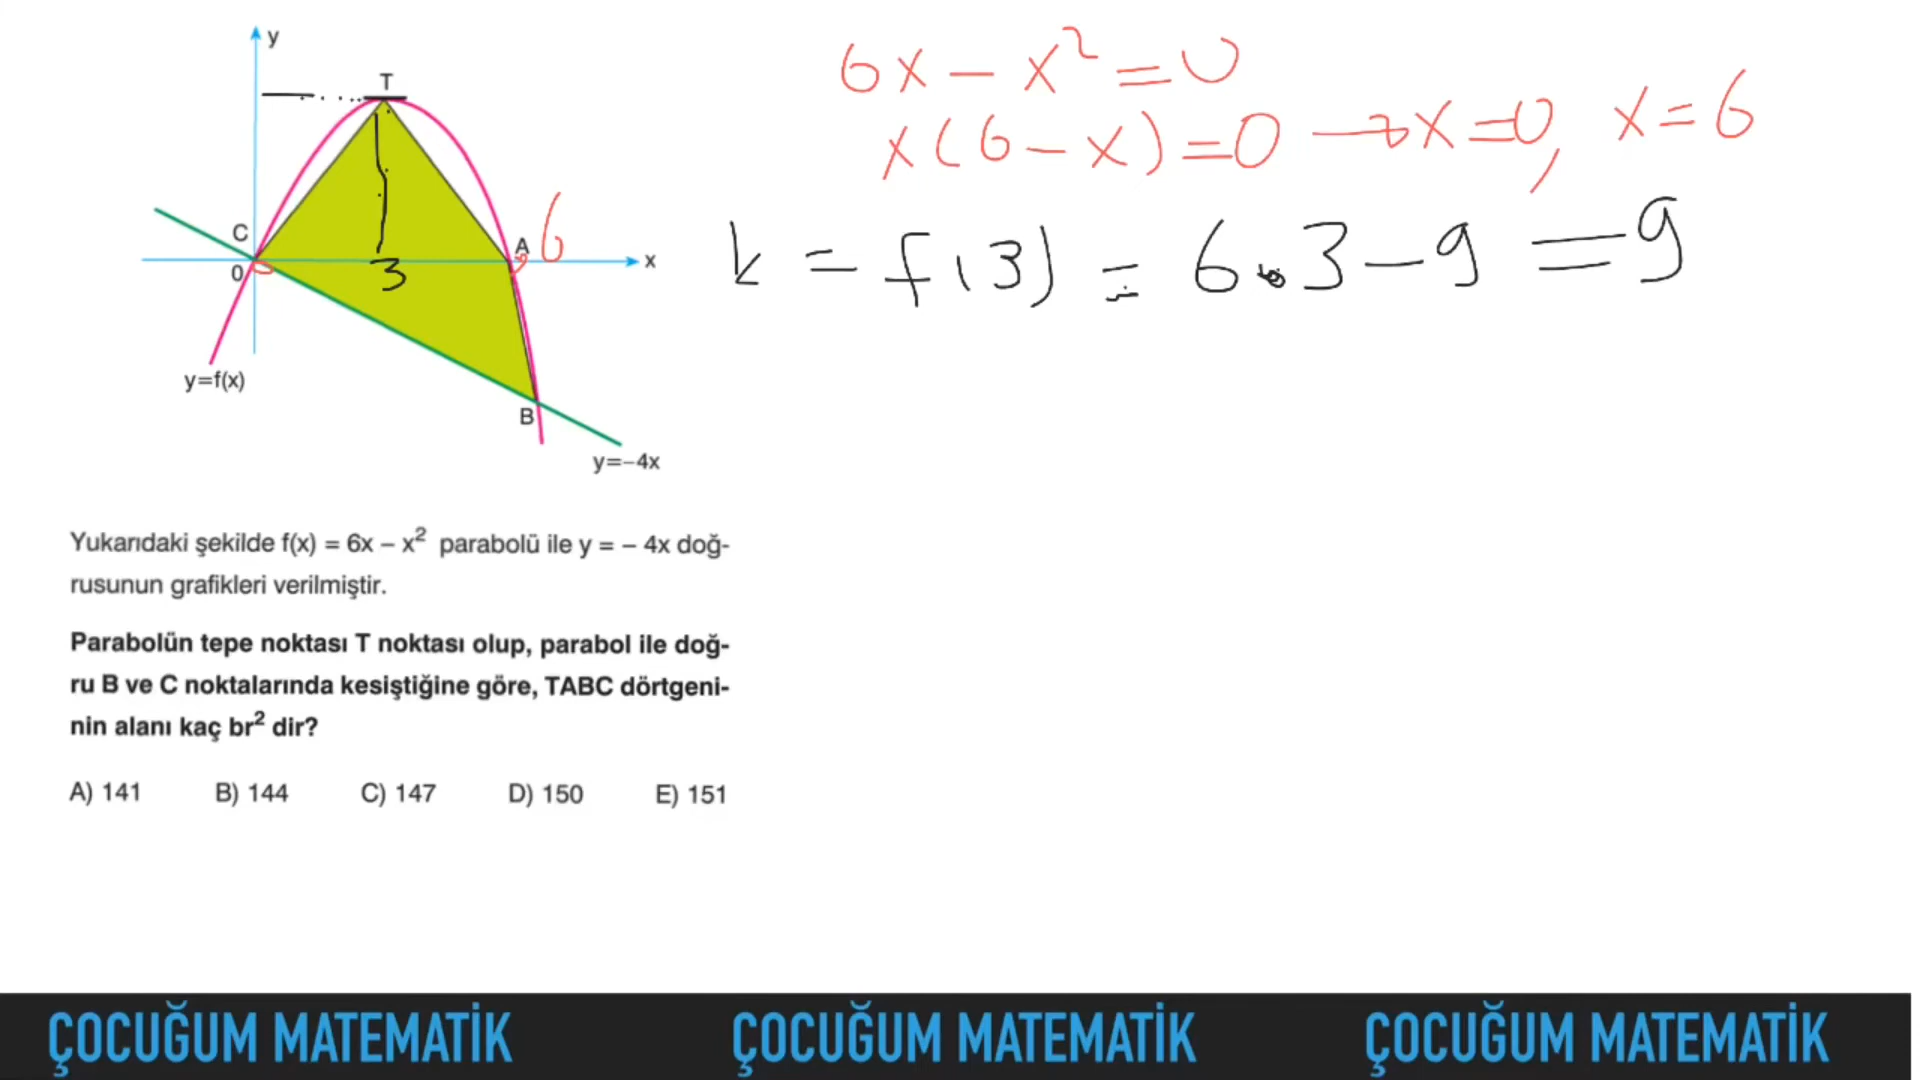 y
T
C
A 6
x
0
3
y=f(x)
B
y=-4x
6x - x² = 0
x(6-x)=0 → x=0, x=6
k = f(3) = 6.3-9 = 9
Yukarıdaki şekilde f(x) = 6x – x² parabolü ile y = – 4x doğ-
rusunun grafikleri verilmiştir.
Parabolün tepe noktası T noktası olup, parabol ile doğ-
ru B ve C noktalarında kesiştiğine göre, TABC dörtgeni-
nin alanı kaç br² dir?
A) 141 B) 144 C) 147 D) 150 E) 151
ÇOCUĞUM MATEMATİK ÇOCUĞUM MATEMATİK ÇOCUĞUM MATEMATİK